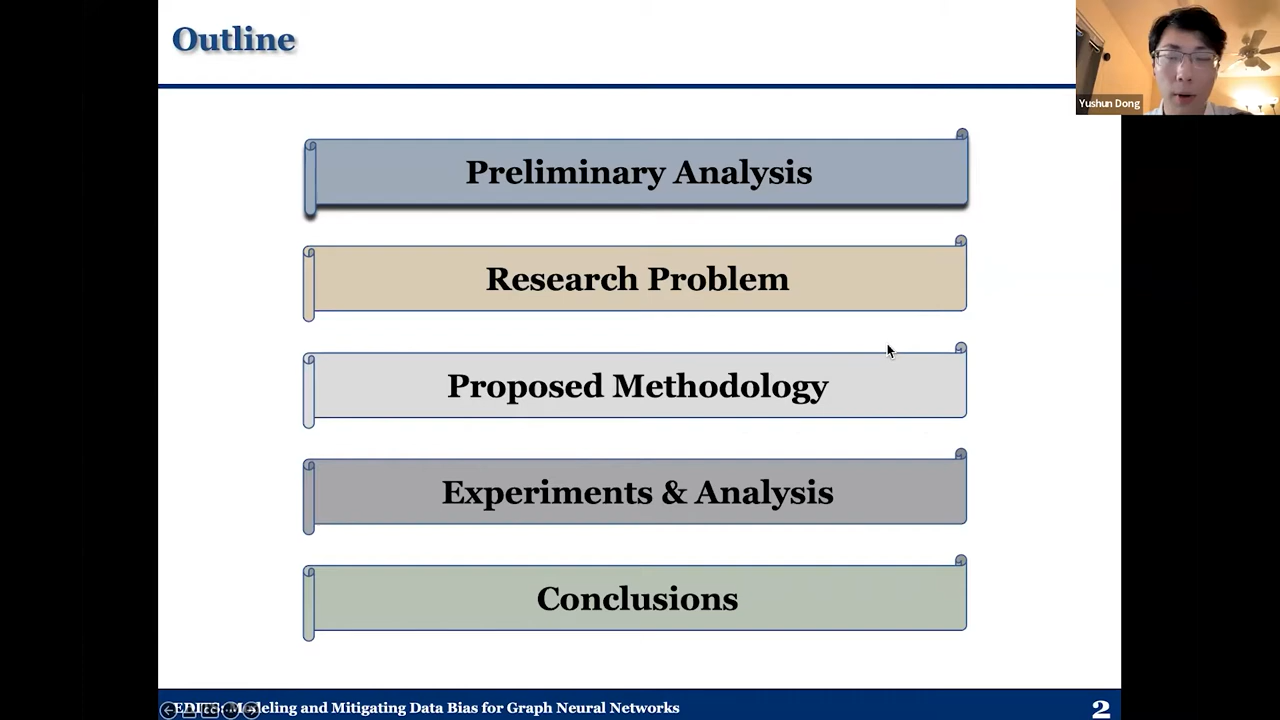 Outline
Yushun Dong
Preliminary Analysis
Research Problem
Proposed Methodology
Experiments & Analysis
Conclusions
Modeling and Mitigating Data Bias for Graph Neural Networks
2